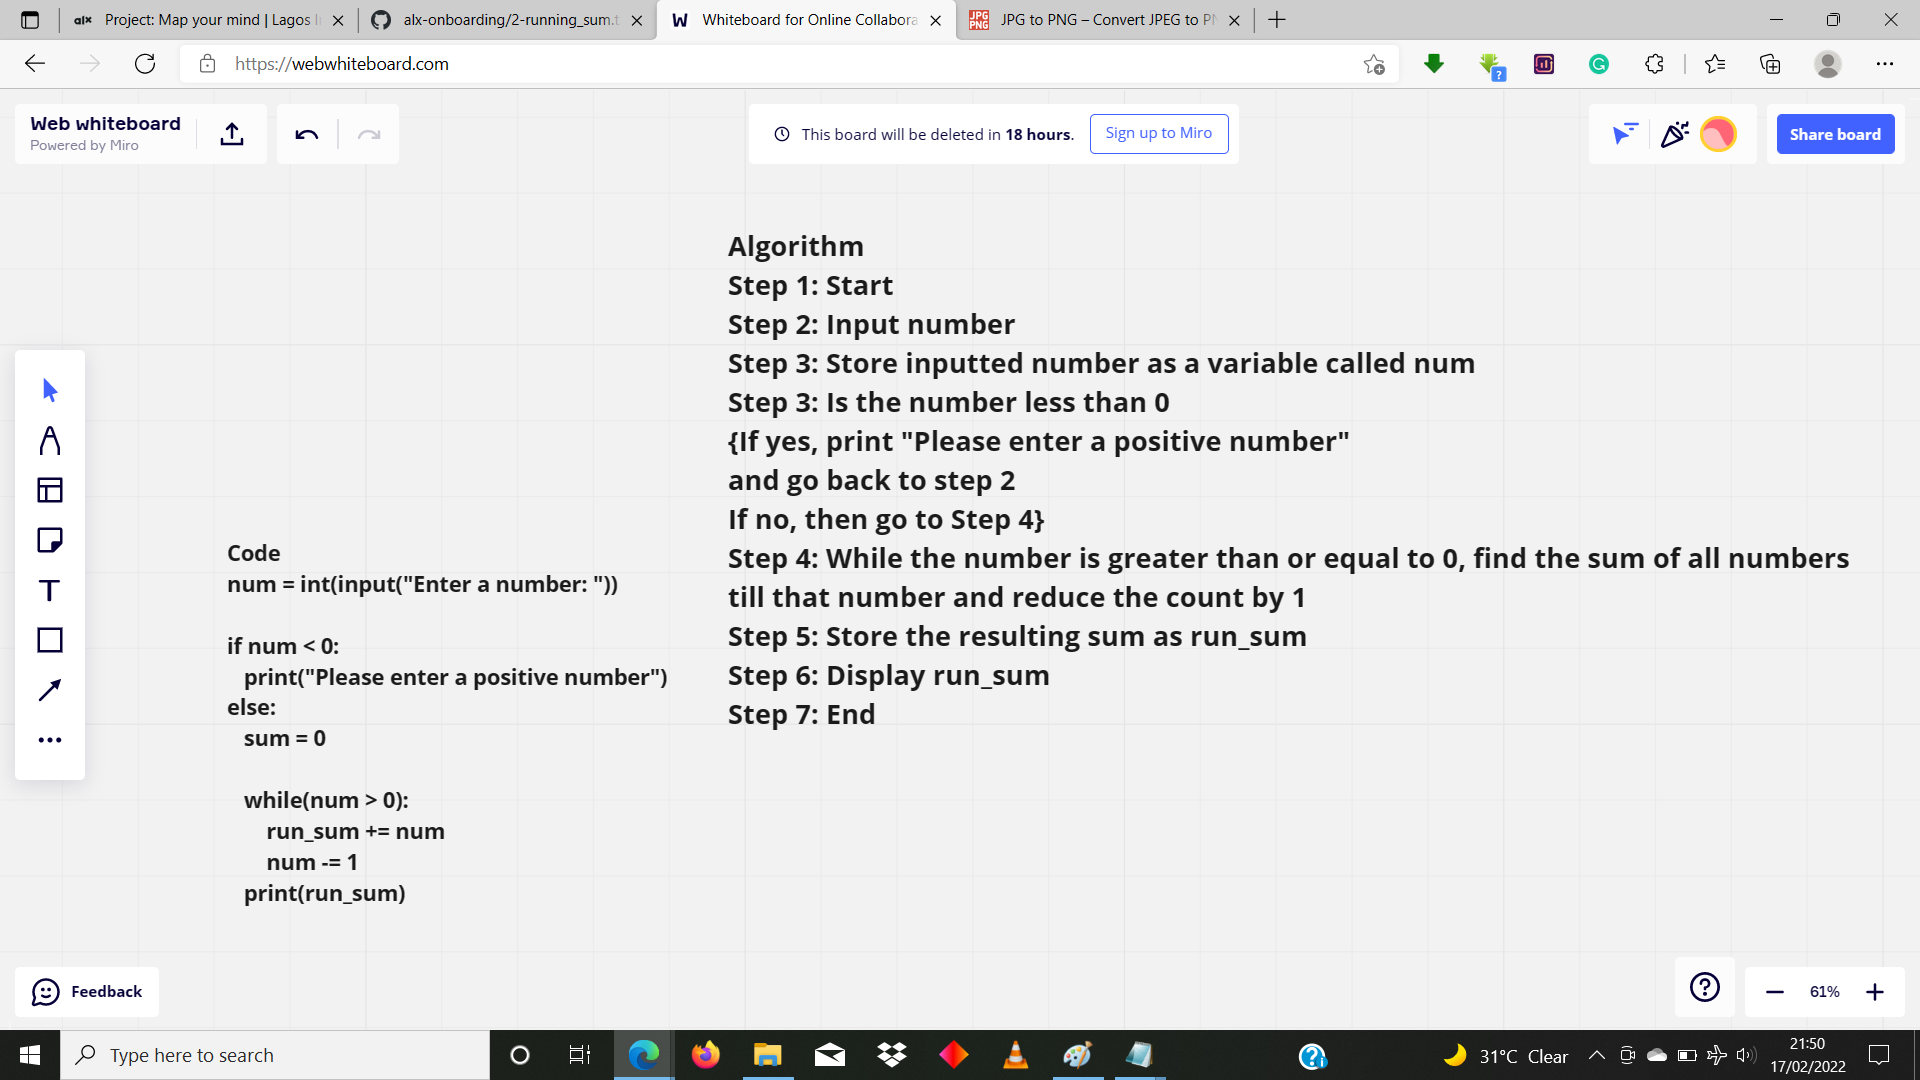 Project: Map your mind | Lagos I
alx-onboarding/2-running_sum.t
Whiteboard for Online Collabora
JPG to PNG – Convert JPEG to PN
https://webwhiteboard.com
Web whiteboard
Powered by Miro
This board will be deleted in 18 hours.
Sign up to Miro
Share board
Algorithm
Step 1: Start
Step 2: Input number
Step 3: Store inputted number as a variable called num
Step 3: Is the number less than 0
{If yes, print "Please enter a positive number"
and go back to step 2
If no, then go to Step 4}
Step 4: While the number is greater than or equal to 0, find the sum of all numbers
till that number and reduce the count by 1
Step 5: Store the resulting sum as run_sum
Step 6: Display run_sum
Step 7: End
Code
num = int(input("Enter a number: "))
if num < 0:
print("Please enter a positive number")
else:
sum = 0
while(num > 0):
run_sum += num
num -= 1
print(run_sum)
Feedback
61%
Type here to search
31°C Clear
21:50
17/02/2022